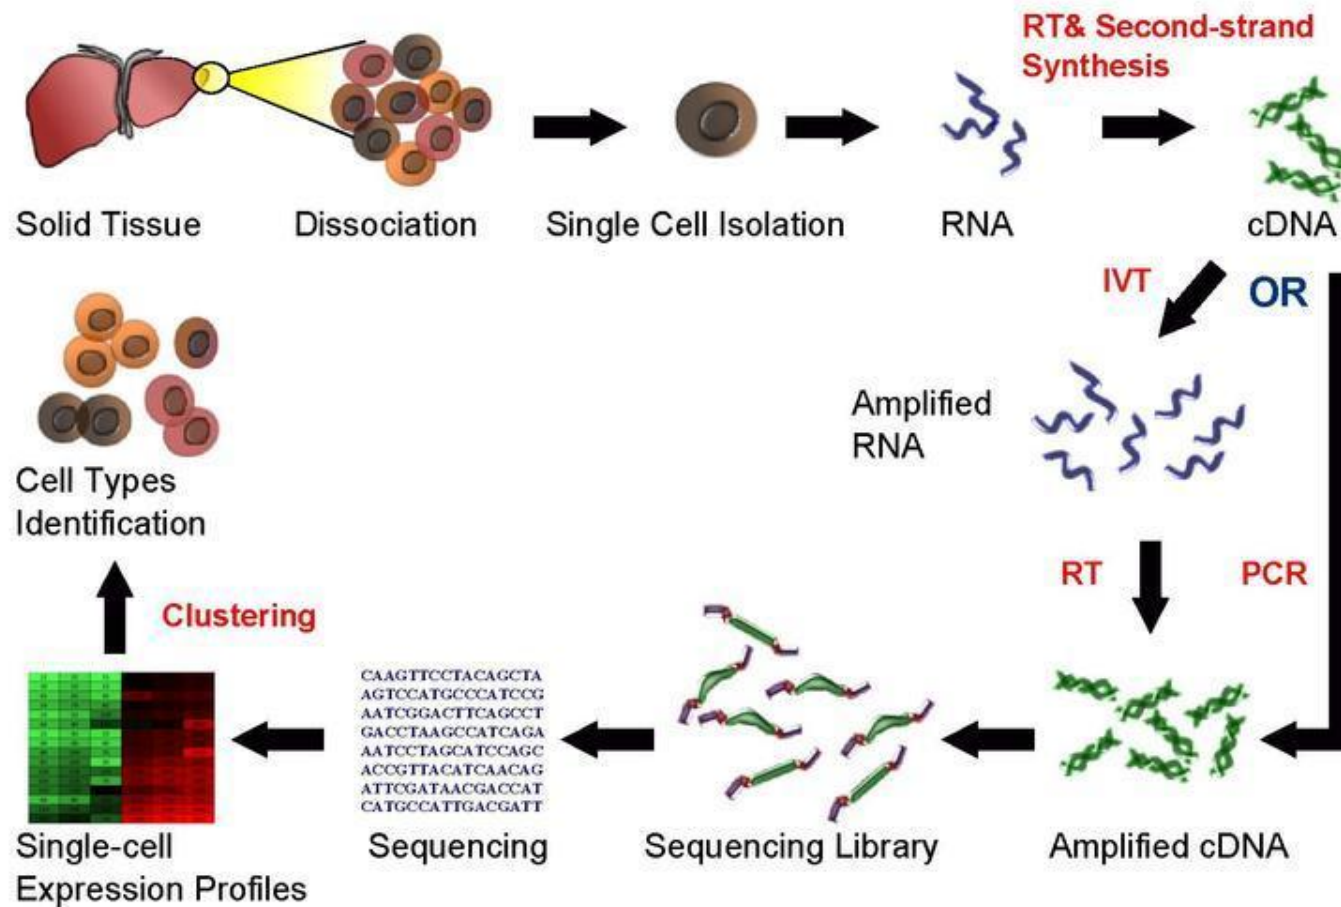 RT& Second-strand
Synthesis
Solid Tissue
Dissociation
Single Cell Isolation
RNA
cDNA
IVT
OR
Amplified
RNA
Cell Types
Identification
RT
PCR
Clustering
CAAGTTCCTACAGCTA
AGTCCATGCCCATCCG
AATCGGACTTCAGCCT
GACCTAAGCCATCAGA
AATCCTAGCATCCAGC
ACCGTTACATCAACAG
ATTCGATAACGACCAT
CATGCCATTGACGATT
Single-cell
Expression Profiles
Sequencing
Sequencing Library
Amplified cDNA